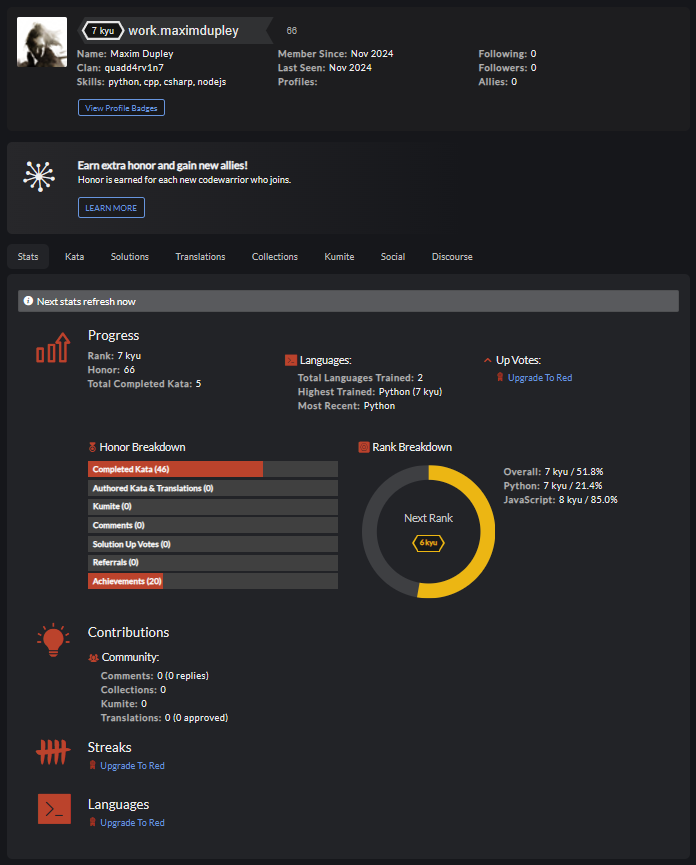 7 kyu work.maximdupley 66
Name: Maxim Dupley Member Since: Nov 2024 Following: 0
Clan: quadd4rv1n7 Last Seen: Nov 2024 Followers: 0
Skills: python, cpp, csharp, nodejs Profiles: Allies: 0
View Profile Badges
Earn extra honor and gain new allies!
Honor is earned for each new codewarrior who joins.
LEARN MORE
Stats Kata Solutions Translations Collections Kumite Social Discourse
Next stats refresh now
Progress
Rank: 7 kyu
Honor: 66
Total Completed Kata: 5
Languages:
Total Languages Trained: 2
Highest Trained: Python (7 kyu)
Most Recent: Python
Up Votes:
Upgrade To Red
Honor Breakdown
Completed Kata (46)
Authored Kata & Translations (0)
Kumite (0)
Comments (0)
Solution Up Votes (0)
Referrals (0)
Achievements (20)
Rank Breakdown
Next Rank
6 kyu
Overall: 7 kyu / 51.8%
Python: 7 kyu / 21.4%
JavaScript: 8 kyu / 85.0%
Contributions
Community:
Comments: 0 (0 replies)
Collections: 0
Kumite: 0
Translations: 0 (0 approved)
Streaks
Upgrade To Red
Languages
Upgrade To Red